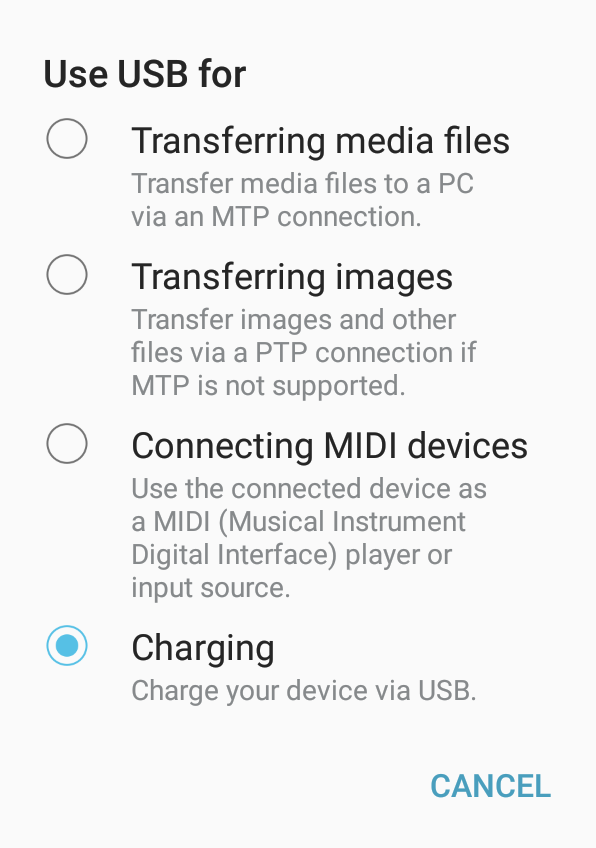 Use USB for
Transferring media files
Transfer media files to a PC
via an MTP connection.
Transferring images
Transfer images and other
files via a PTP connection if
MTP is not supported.
Connecting MIDI devices
Use the connected device as
a MIDI (Musical Instrument
Digital Interface) player or
input source.
Charging
Charge your device via USB.
CANCEL